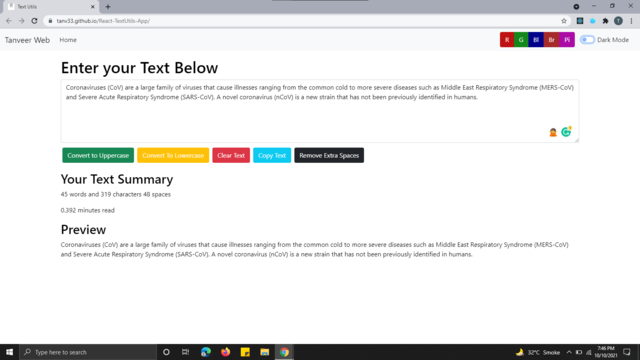 Text Utils
tanv33.github.io/React-TextUtils-App/
Tanveer Web Home R G Bl Br Pi Dark Mode
Enter your Text Below
Coronaviruses (CoV) are a large family of viruses that cause illnesses ranging from the common cold to more severe diseases such as Middle East Respiratory Syndrome (MERS-CoV)
and Severe Acute Respiratory Syndrome (SARS-CoV). A novel coronavirus (nCoV) is a new strain that has not been previously identified in humans.
Convert to Uppercase Convert To Lowercase Clear Text Copy Text Remove Extra Spaces
Your Text Summary
45 words and 319 characters 48 spaces
0.392 minutes read
Preview
Coronaviruses (CoV) are a large family of viruses that cause illnesses ranging from the common cold to more severe diseases such as Middle East Respiratory Syndrome (MERS-CoV)
and Severe Acute Respiratory Syndrome (SARS-CoV). A novel coronavirus (nCoV) is a new strain that has not been previously identified in humans.
Type here to search
32°C Smoke
7:46 PM
10/10/2021